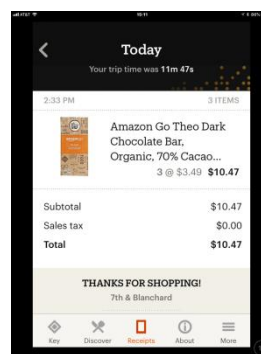 Today
Your trip time was 11m 47s
2:33 PM 3 ITEMS
Amazon Go Theo Dark
Chocolate Bar,
Organic, 70% Cacao...
3 @ $3.49 $10.47
Subtotal $10.47
Sales tax $0.00
Total $10.47
THANKS FOR SHOPPING!
7th & Blanchard
Key Discover Receipts About More